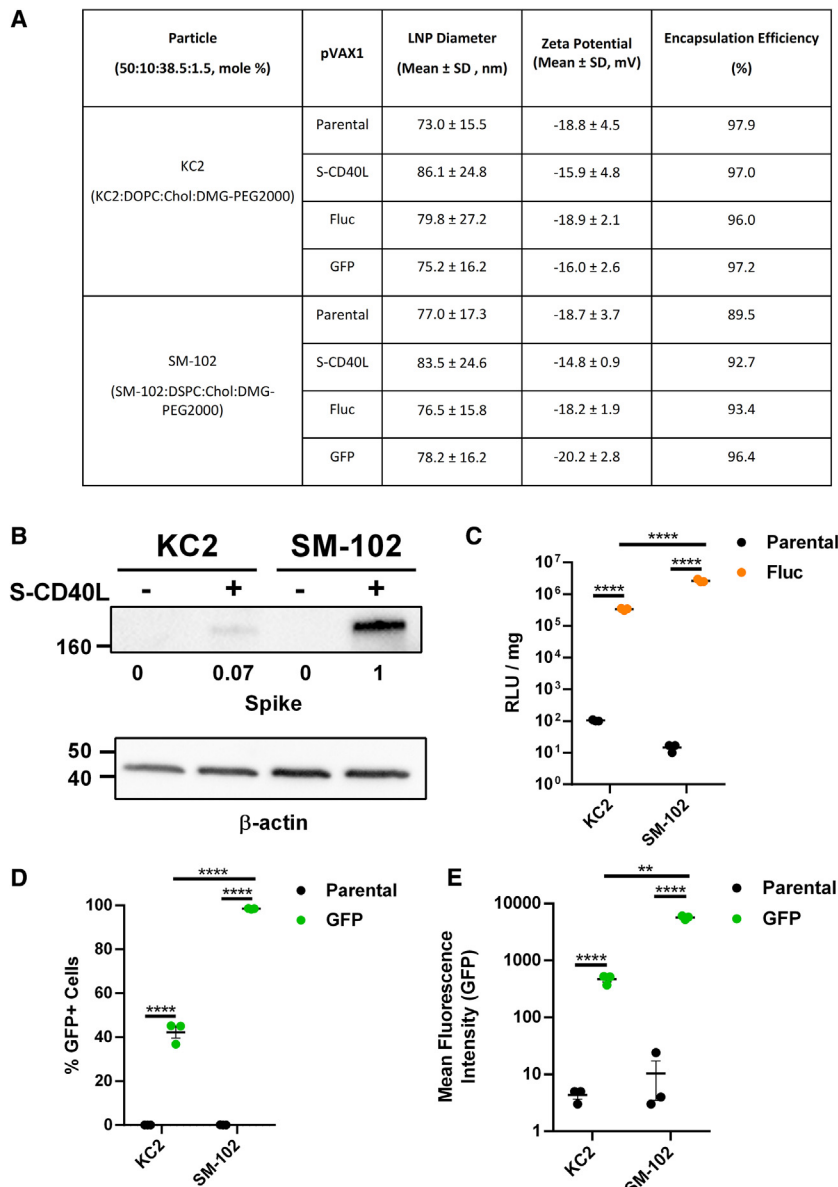 A
Particle
(50:10:38.5:1.5, mole %)
pVAX1
LNP Diameter
(Mean ± SD , nm)
Zeta Potential
(Mean ± SD, mV)
Encapsulation Efficiency
(%)
KC2
(KC2:DOPC:Chol:DMG-PEG2000)
Parental 73.0 ± 15.5 -18.8 ± 4.5 97.9
S-CD40L 86.1 ± 24.8 -15.9 ± 4.8 97.0
Fluc 79.8 ± 27.2 -18.9 ± 2.1 96.0
GFP 75.2 ± 16.2 -16.0 ± 2.6 97.2
SM-102
(SM-102:DSPC:Chol:DMG-
PEG2000)
Parental 77.0 ± 17.3 -18.7 ± 3.7 89.5
S-CD40L 83.5 ± 24.6 -14.8 ± 0.9 92.7
Fluc 76.5 ± 15.8 -18.2 ± 1.9 93.4
GFP 78.2 ± 16.2 -20.2 ± 2.8 96.4
B
KC2 SM-102
S-CD40L - + - +
160
0 0.07 0 1
Spike
50
40
β-actin
C
Parental
Fluc
****
****
****
RLU / mg
10⁷
10⁶
10⁵
10⁴
10³
10²
10¹
10⁰
KC2
SM-102
D
Parental
GFP
****
****
****
% GFP+ Cells
100
80
60
40
20
0
KC2
SM-102
E
Parental
GFP
**
****
****
Mean Fluorescence
Intensity (GFP)
10000
1000
100
10
1
KC2
SM-102